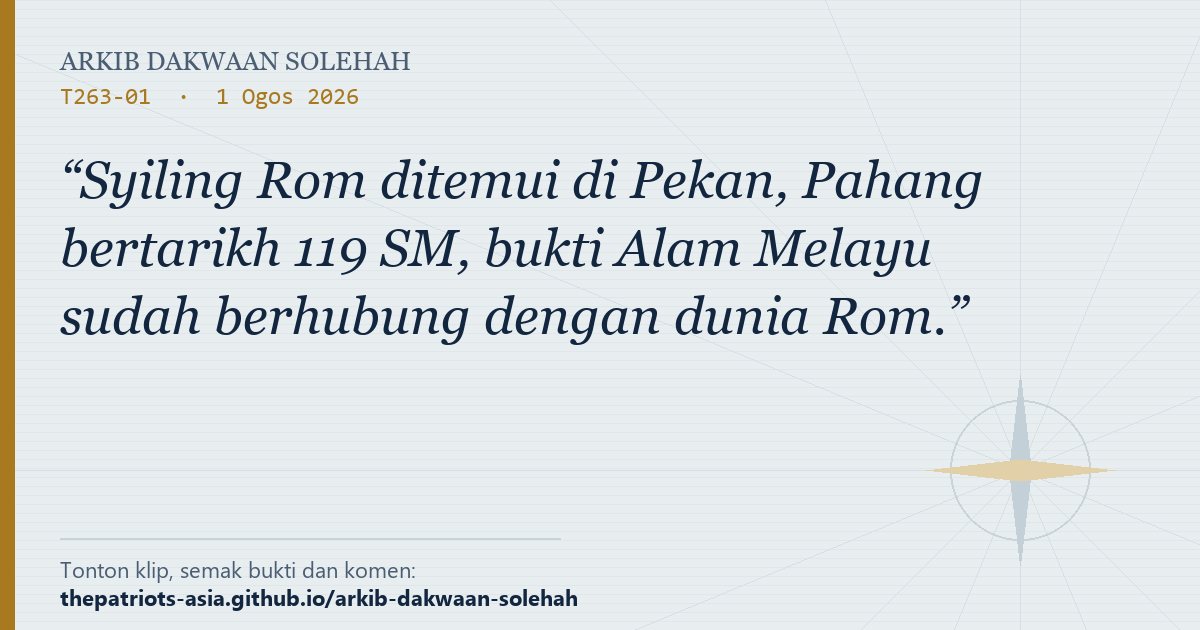 ARKIB DAKWAAN SOLEHAH
T263-01 · 1 Ogos 2026
“Syiling Rom ditemui di Pekan, Pahang
bertarikh 119 SM, bukti Alam Melayu
sudah berhubung dengan dunia Rom.”
Tonton klip, semak bukti dan komen:
thepatriots-asia.github.io/arkib-dakwaan-solehah